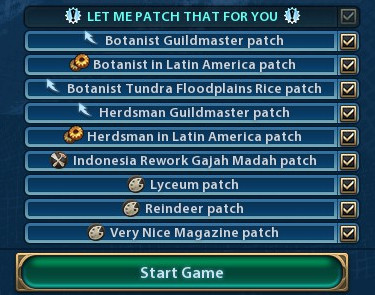 LET ME PATCH THAT FOR YOU
Botanist Guildmaster patch
Botanist in Latin America patch
Botanist Tundra Floodplains Rice patch
Herdsman Guildmaster patch
Herdsman in Latin America patch
Indonesia Rework Gajah Madah patch
Lyceum patch
Reindeer patch
Very Nice Magazine patch
Start Game